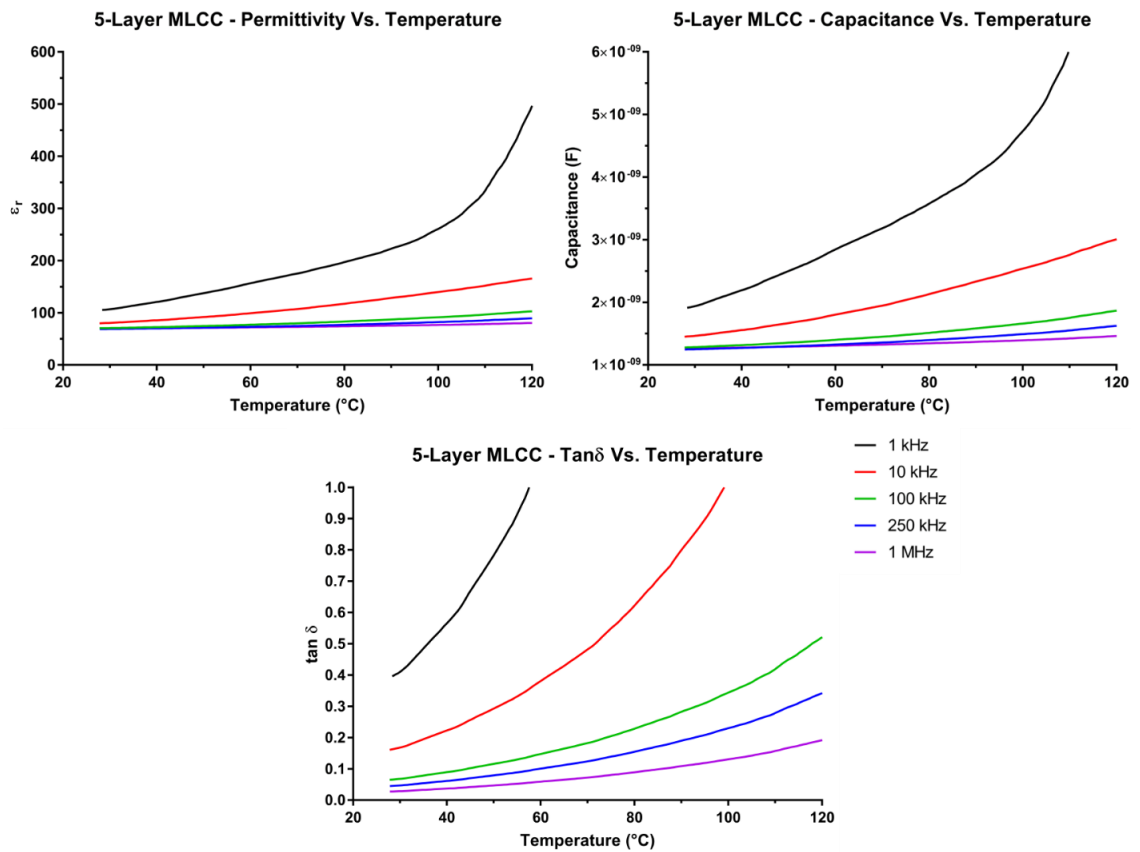 5-Layer MLCC - Permittivity Vs. Temperature
600
500
400
300
200
100
0
εr
20 40 60 80 100 120
Temperature (°C)
5-Layer MLCC - Capacitance Vs. Temperature
6×10-09
5×10-09
4×10-09
3×10-09
2×10-09
1×10-09
Capacitance (F)
20 40 60 80 100 120
Temperature (°C)
5-Layer MLCC - Tanδ Vs. Temperature
1.0
0.9
0.8
0.7
0.6
0.5
0.4
0.3
0.2
0.1
0.0
tan δ
20 40 60 80 100 120
Temperature (°C)
1 kHz
10 kHz
100 kHz
250 kHz
1 MHz